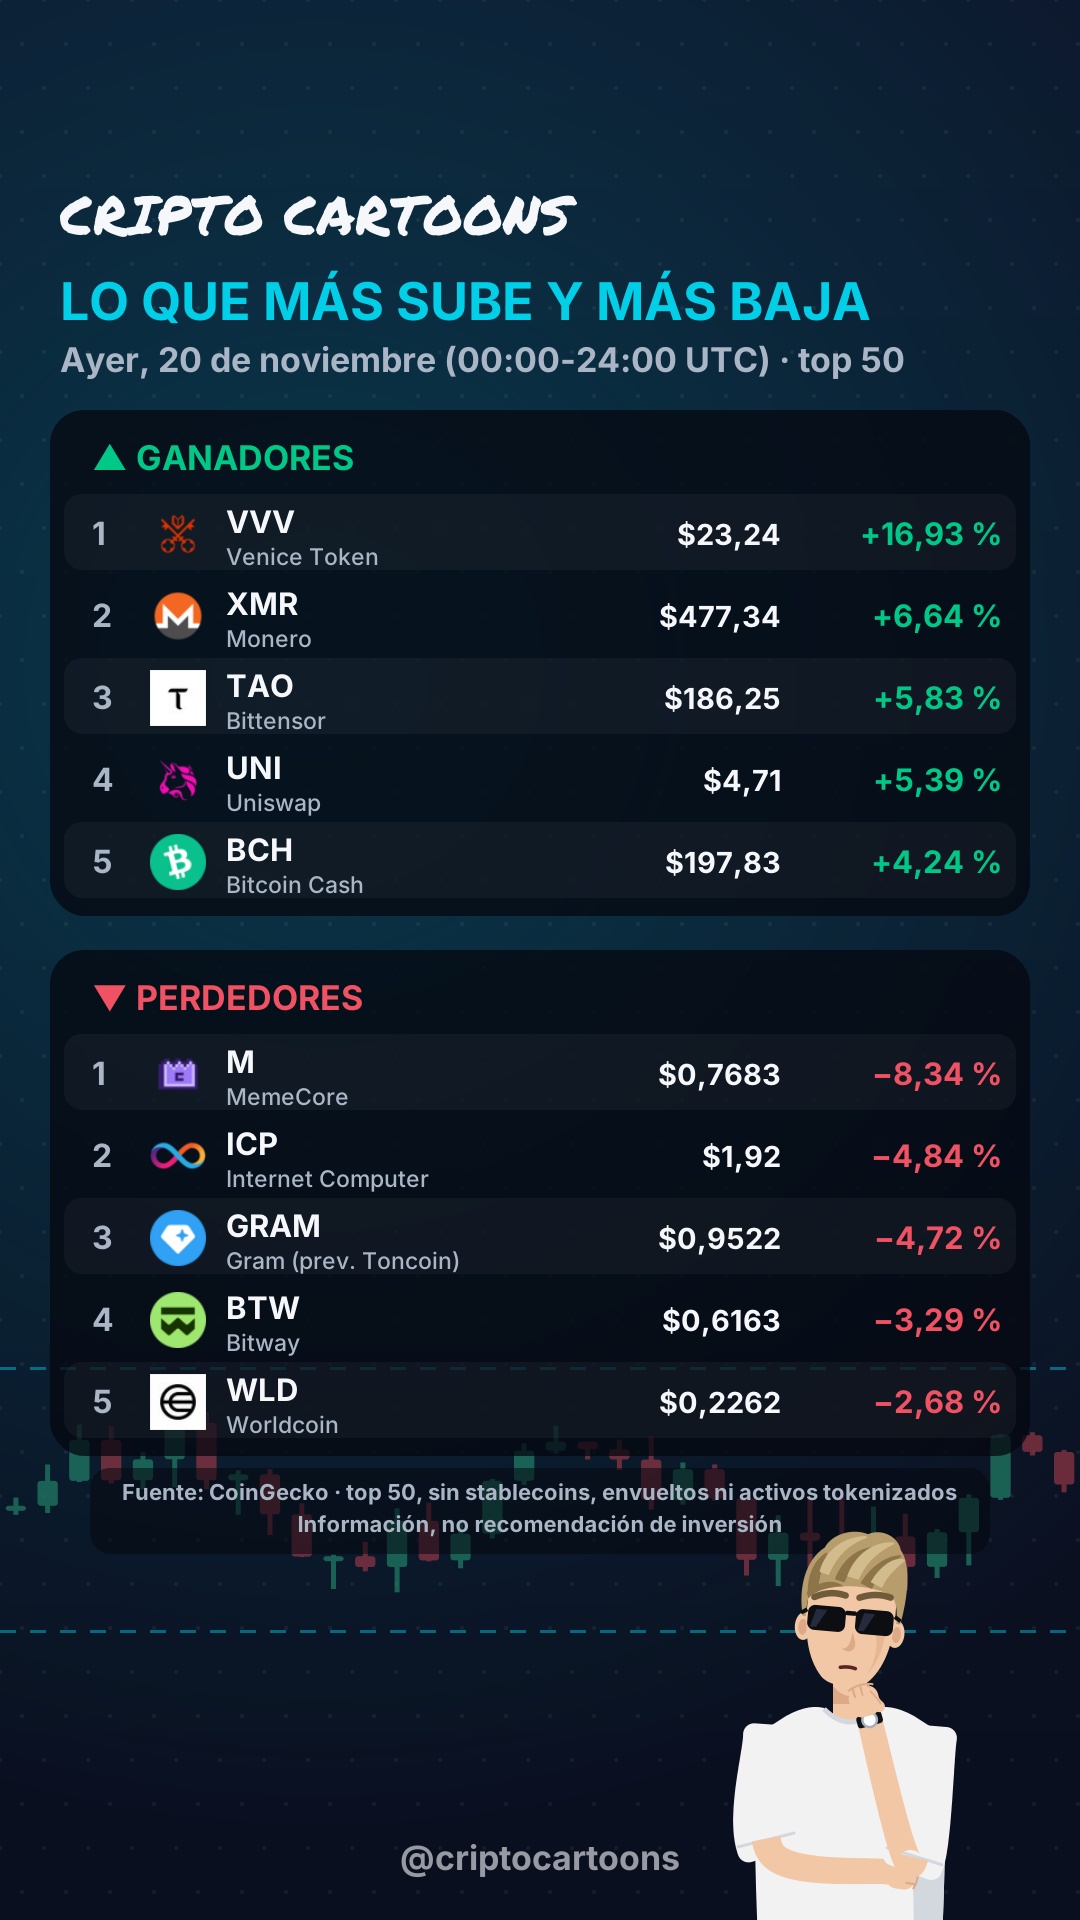 CRIPTO CARTOONS
LO QUE MÁS SUBE Y MÁS BAJA
Ayer, 20 de noviembre (00:00-24:00 UTC) · top 50
▲ GANADORES
1 VVV $23,24 +16,93 %
Venice Token
2 XMR $477,34 +6,64 %
Monero
3 TAO $186,25 +5,83 %
Bittensor
4 UNI $4,71 +5,39 %
Uniswap
5 BCH $197,83 +4,24 %
Bitcoin Cash
▼ PERDEDORES
1 M $0,7683 −8,34 %
MemeCore
2 ICP $1,92 −4,84 %
Internet Computer
3 GRAM $0,9522 −4,72 %
Gram (prev. Toncoin)
4 BTW $0,6163 −3,29 %
Bitway
5 WLD $0,2262 −2,68 %
Worldcoin
Fuente: CoinGecko · top 50, sin stablecoins, envueltos ni activos tokenizados
Información, no recomendación de inversión
@criptocartoons